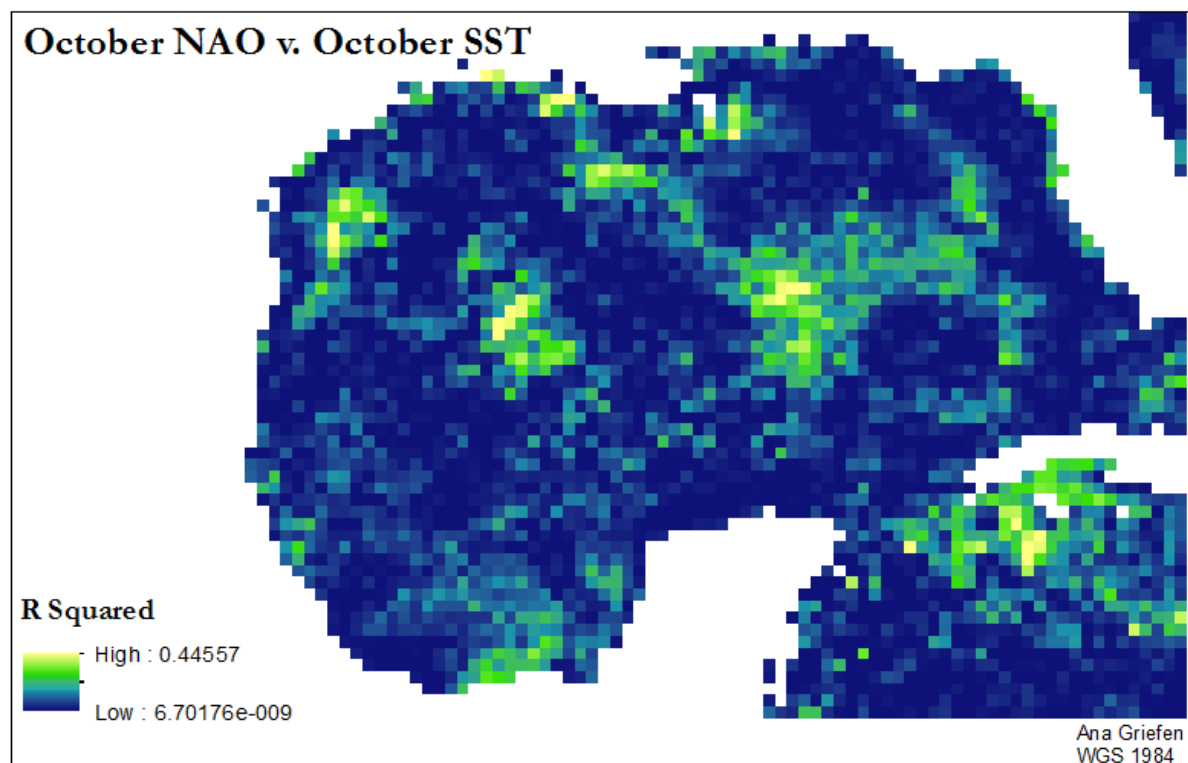 October NAO v. October SST
R Squared
High : 0.44557
Low : 6.70176e-009
Ana Griefen
WGS 1984